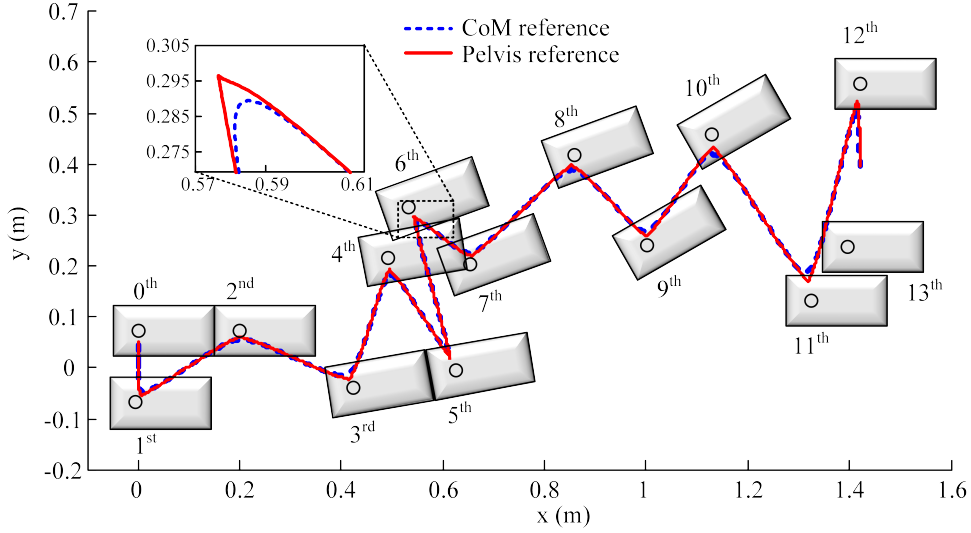 0.7
0.6
0.5
0.4
0.3
0.2
0.1
0
-0.1
-0.2
y (m)
0
0.2
0.4
0.6
0.8
1
1.2
1.4
1.6
x (m)
CoM reference
Pelvis reference
0.305
0.295
0.285
0.275
0.57
0.59
0.61
0th
1st
2nd
3rd
4th
5th
6th
7th
8th
9th
10th
11th
12th
13th